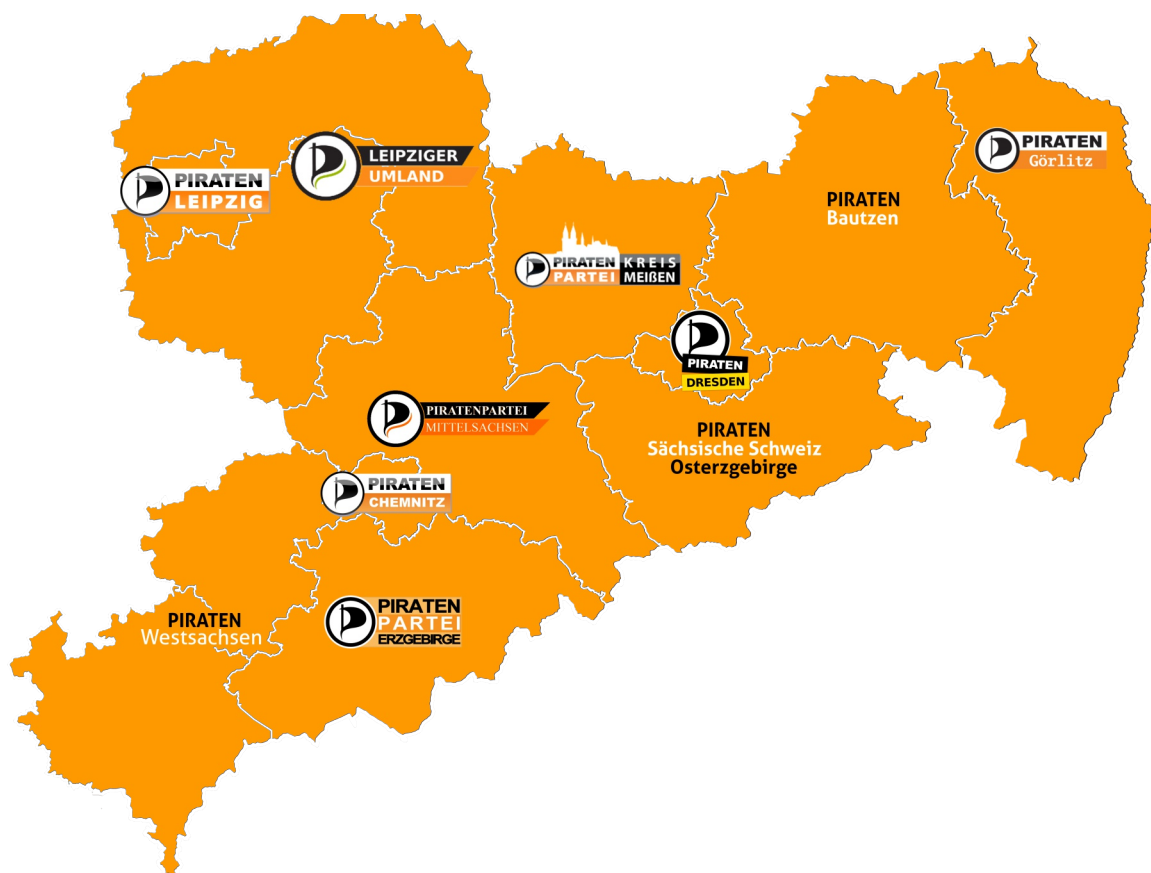 LEIPZIGER
UMLAND
PIRATEN
LEIPZIG
PIRATEN
Görlitz
PIRATEN
Bautzen
PIRATEN KREIS
PARTEI MEIßEN
PIRATEN
DRESDEN
PIRATENPARTEI
MITTELSACHSEN
PIRATEN
Sächsische Schweiz
Osterzgebirge
PIRATEN
CHEMNITZ
PIRATEN
PARTEI
ERZGEBIRGE
PIRATEN
Westsachsen